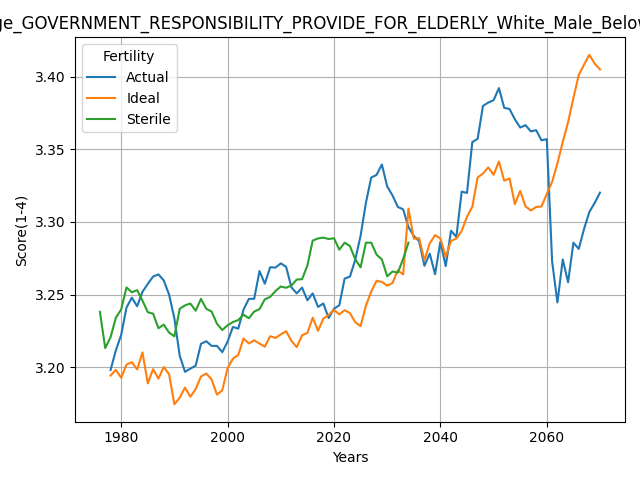 ge_GOVERNMENT_RESPONSIBILITY_PROVIDE_FOR_ELDERLY_White_Male_Below
Fertility
Actual
Ideal
Sterile
Score(1-4)
3.40
3.35
3.30
3.25
3.20
1980
2000
2020
2040
2060
Years